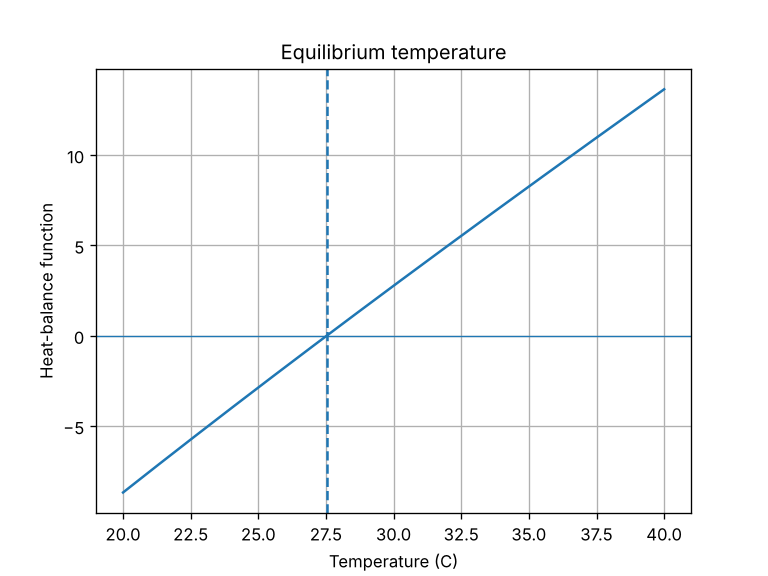 Equilibrium temperature
Heat-balance function
10
5
0
−5
20.0 22.5 25.0 27.5 30.0 32.5 35.0 37.5 40.0
Temperature (C)